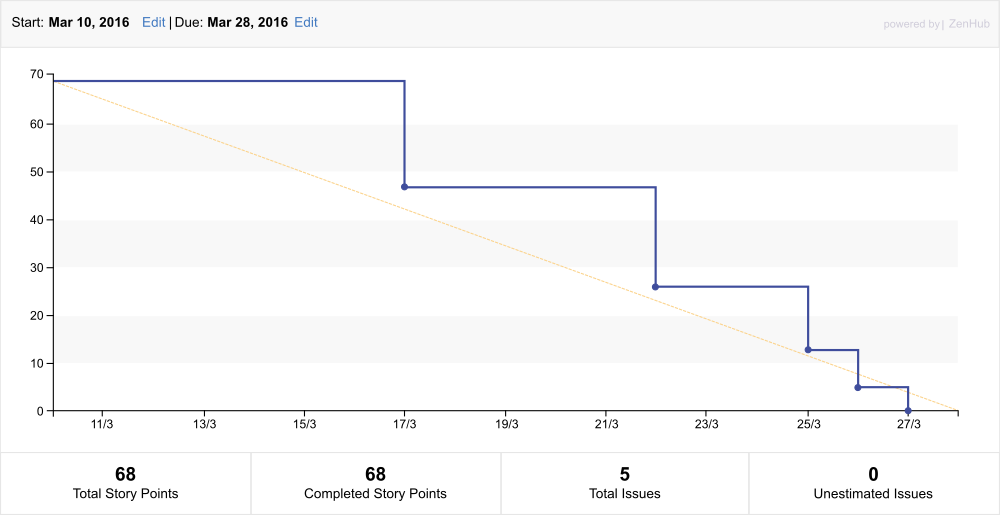 Start: Mar 10, 2016 Edit | Due: Mar 28, 2016 Edit
powered by | ZenHub
70
60
50
40
30
20
10
0
11/3 13/3 15/3 17/3 19/3 21/3 23/3 25/3 27/3
68
Total Story Points
68
Completed Story Points
5
Total Issues
0
Unestimated Issues